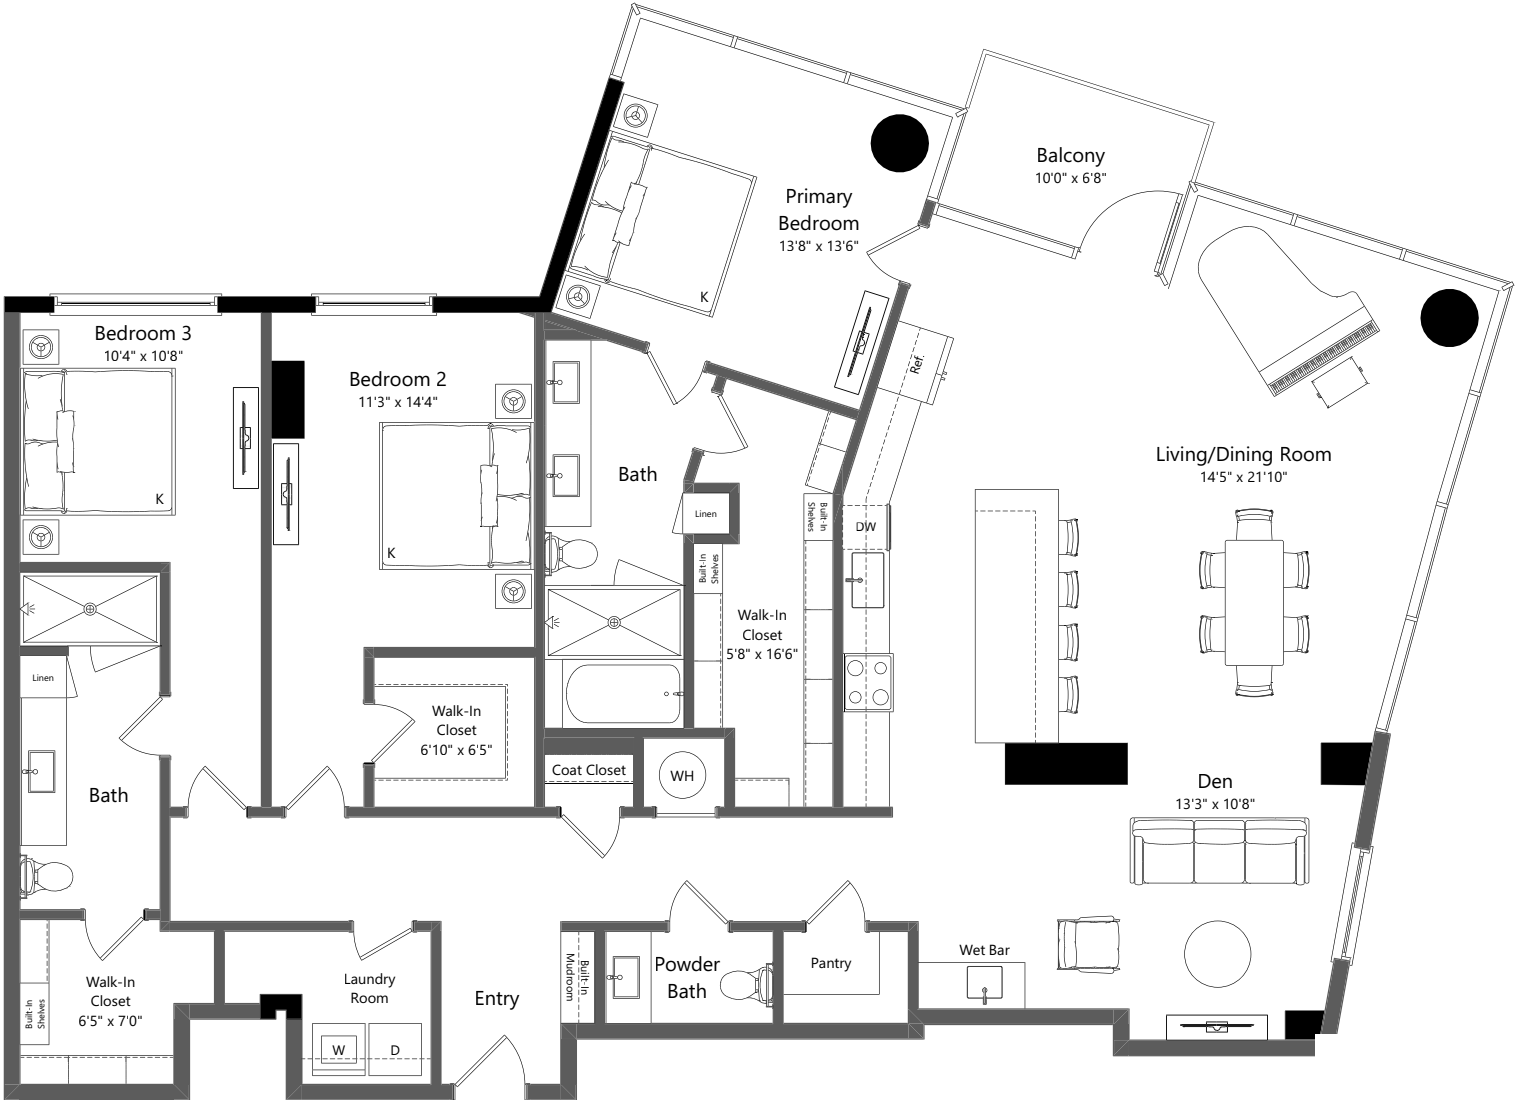 Balcony
10'0" x 6'8"
Primary
Bedroom
13'8" x 13'6"
K
Bedroom 3
10'4" x 10'8"
K
Bedroom 2
11'3" x 14'4"
K
Ref.
Living/Dining Room
14'5" x 21'10"
Bath
Linen
Built-In
Shelves
Built-In
Shelves
DW
Walk-In
Closet
5'8" x 16'6"
Linen
Walk-In
Closet
6'10" x 6'5"
Coat Closet
WH
Bath
Den
13'3" x 10'8"
Wet Bar
Pantry
Powder
Bath
Built-In
Mudroom
Entry
Laundry
Room
W
D
Walk-In
Closet
6'5" x 7'0"
Built-In
Shelves